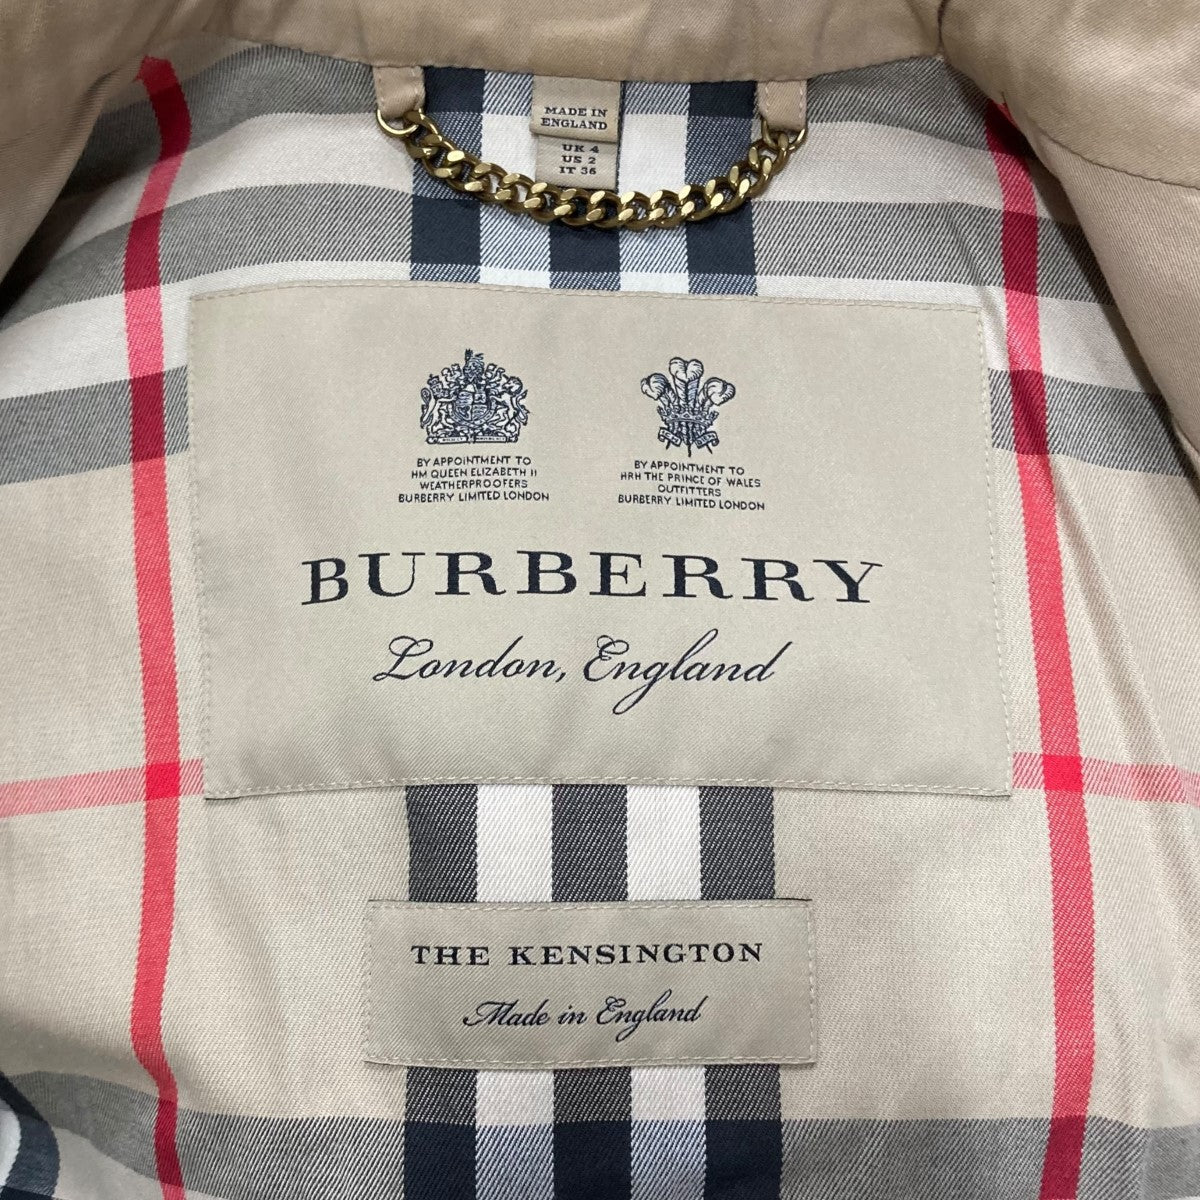 MADE IN
ENGLAND
UK 4
US 2
IT 36
BY APPOINTMENT TO
HM QUEEN ELIZABETH II
WEATHERPROOFERS
BURBERRY LIMITED LONDON
BY APPOINTMENT TO
HRH THE PRINCE OF WALES
OUTFITTERS
BURBERRY LIMITED LONDON
BURBERRY
London, England
THE KENSINGTON
Made in England